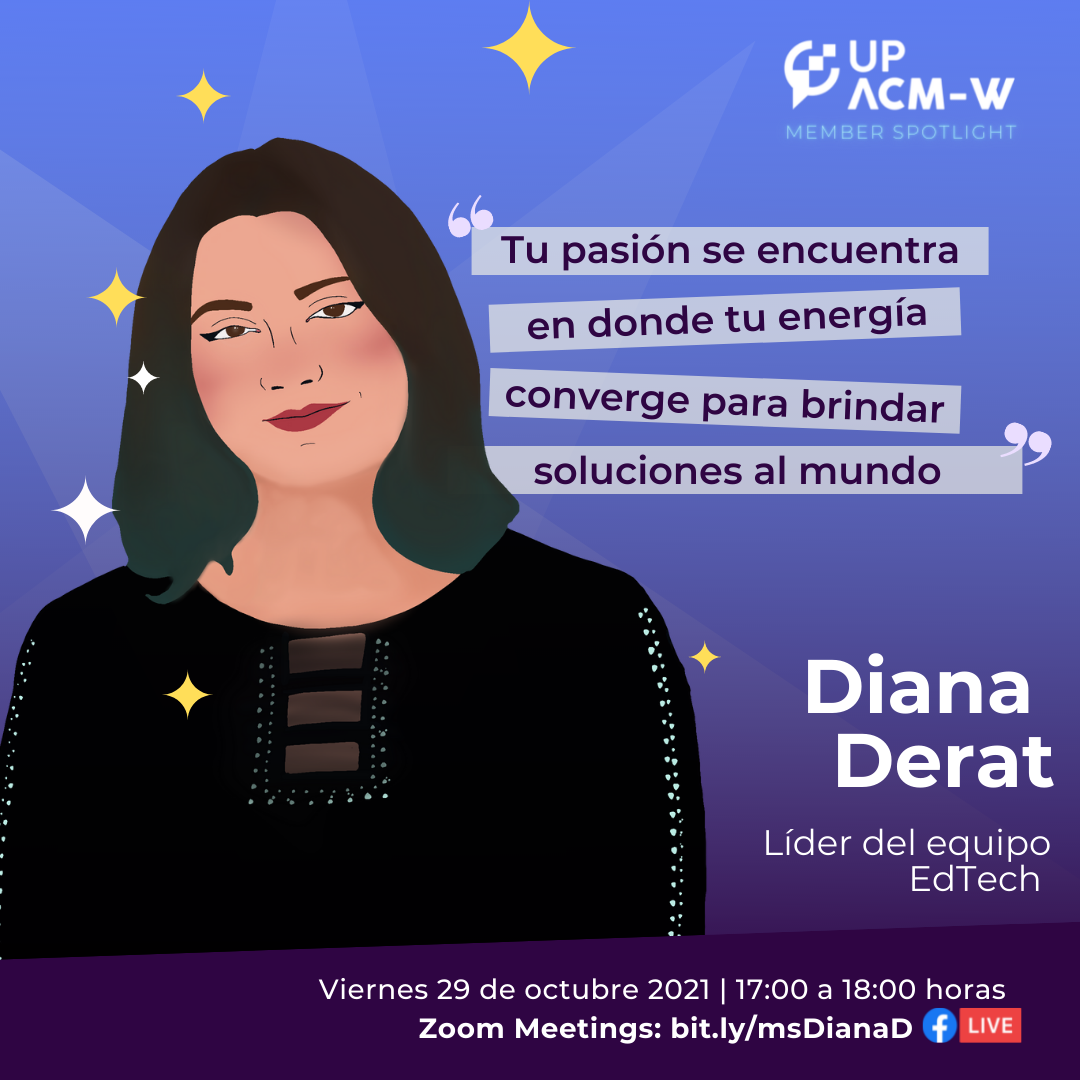 UP
ACM-W
MEMBER SPOTLIGHT
“Tu pasión se encuentra
en donde tu energía
converge para brindar
soluciones al mundo”
Diana
Derat
Líder del equipo
EdTech
Viernes 29 de octubre 2021 | 17:00 a 18:00 horas
Zoom Meetings: bit.ly/msDianaD f LIVE